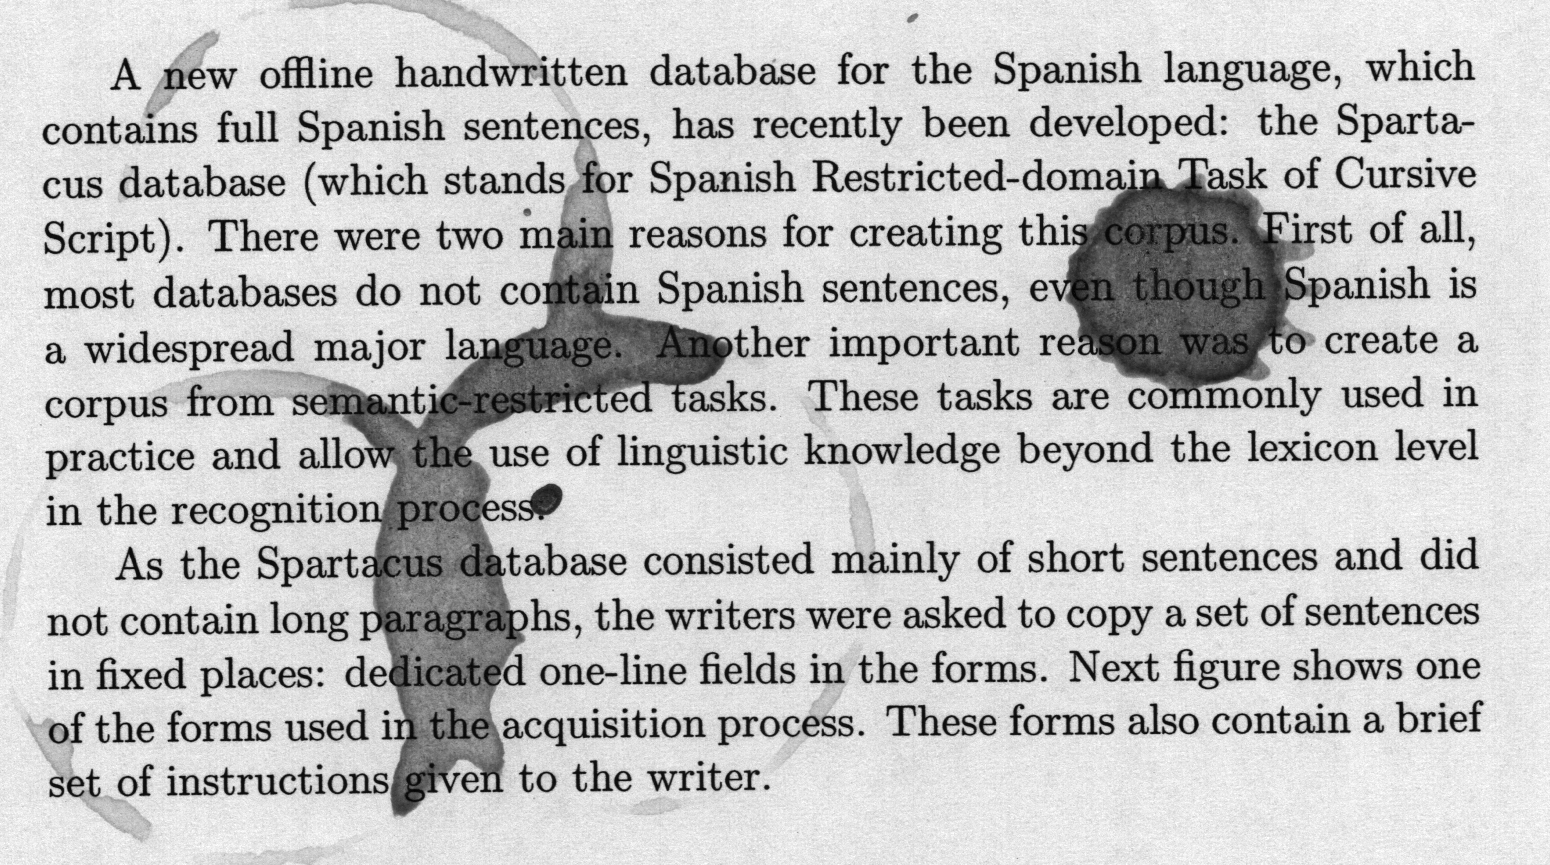 A new offline handwritten database for the Spanish language, which
contains full Spanish sentences, has recently been developed: the Sparta-
cus database (which stands for Spanish Restricted-domain Task of Cursive
Script). There were two main reasons for creating this corpus. First of all,
most databases do not contain Spanish sentences, even though Spanish is
a widespread major language. Another important reason was to create a
corpus from semantic-restricted tasks. These tasks are commonly used in
practice and allow the use of linguistic knowledge beyond the lexicon level
in the recognition process.
As the Spartacus database consisted mainly of short sentences and did
not contain long paragraphs, the writers were asked to copy a set of sentences
in fixed places: dedicated one-line fields in the forms. Next figure shows one
of the forms used in the acquisition process. These forms also contain a brief
set of instructions given to the writer.